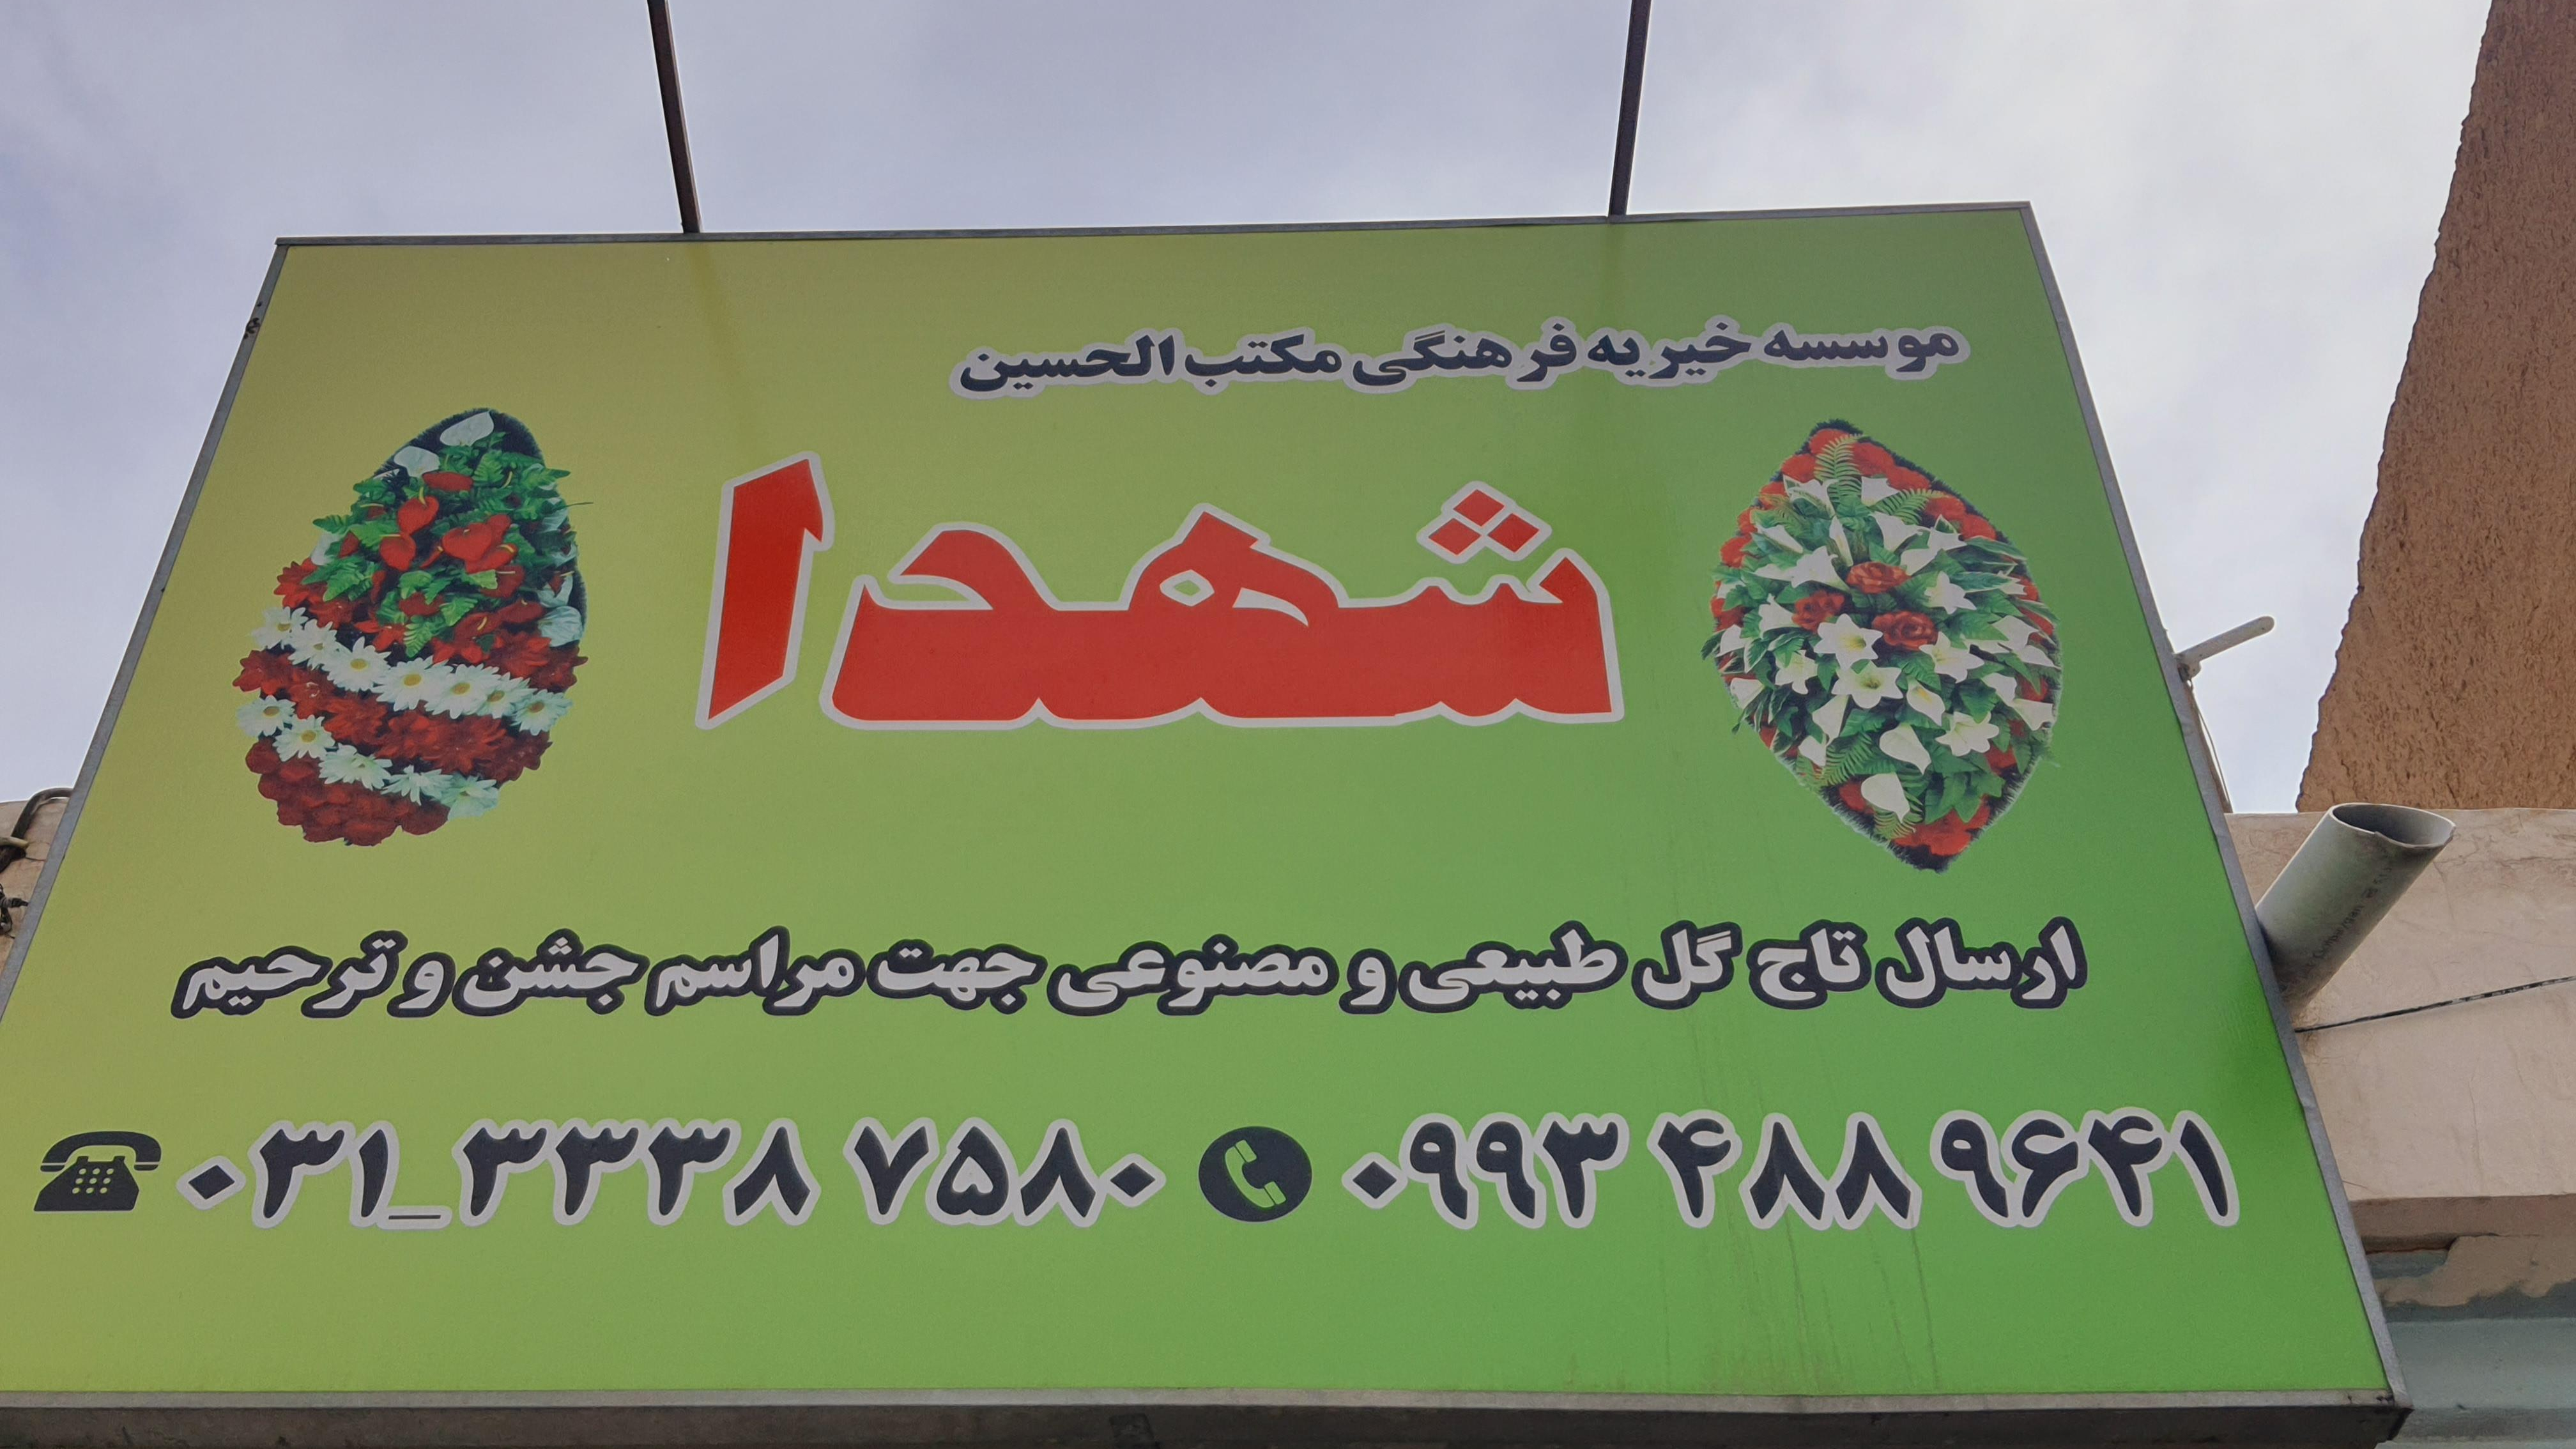 موسسه خیریه فرهنگی مکتب الحسین
شهدا
ارسال تاج گل طبیعی و مصنوعی جهت مراسم جشن و ترحیم
۰۳۱_۳۳۳۸ ۷۵۸۰ ۰۹۹۳ ۴۸۸ ۹۶۴۱